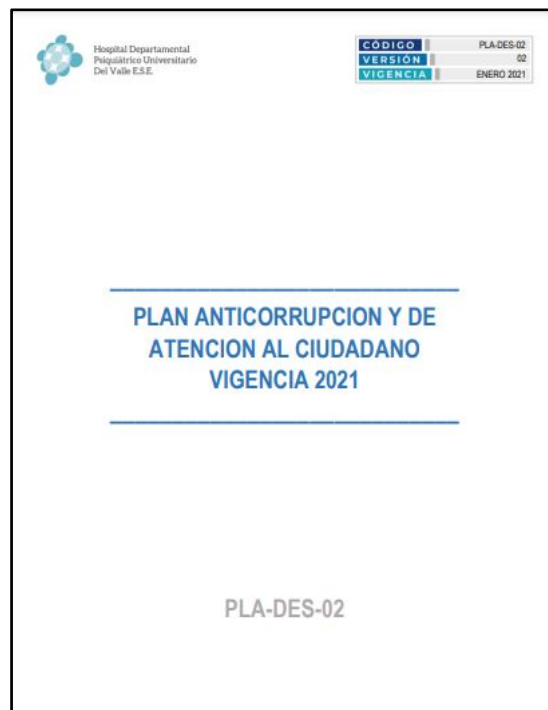 Hospital Departamental
Psiquiátrico Universitario
Del Valle E.S.E.
CÓDIGO PLA-DES-02
VERSIÓN 02
VIGENCIA ENERO 2021
PLAN ANTICORRUPCION Y DE
ATENCION AL CIUDADANO
VIGENCIA 2021
PLA-DES-02